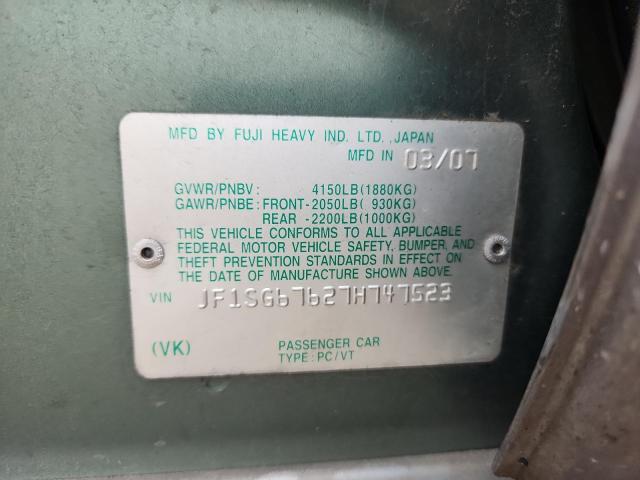 MFD BY FUJI HEAVY IND. LTD., JAPAN
MFD IN 03/07
GVWR/PNBV: 4150LB(1880KG)
GAWR/PNBE: FRONT-2050LB( 930KG)
REAR -2200LB(1000KG)
THIS VEHICLE CONFORMS TO ALL APPLICABLE
FEDERAL MOTOR VEHICLE SAFETY, BUMPER, AND
THEFT PREVENTION STANDARDS IN EFFECT ON
THE DATE OF MANUFACTURE SHOWN ABOVE.
VIN JF1SG67627H747523
(VK) PASSENGER CAR
TYPE:PC/VT